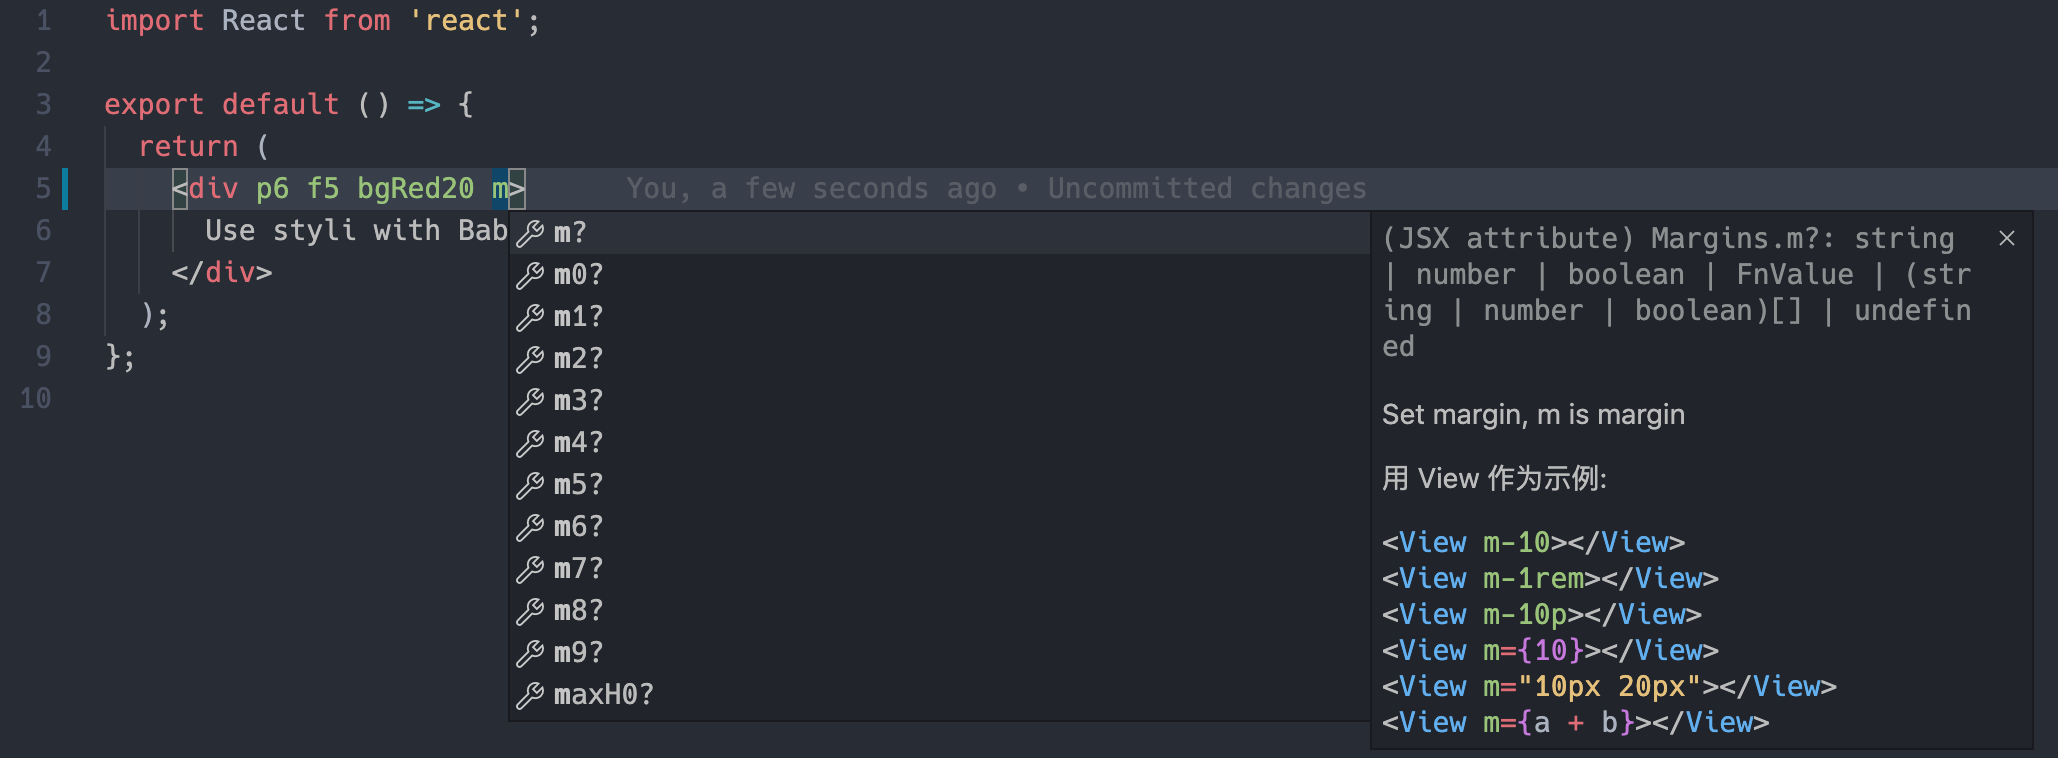 1 import React from 'react';
2
3 export default () => {
4 return (
5 <div p6 f5 bgRed20 m> You, a few seconds ago • Uncommitted changes
6 Use styli with Bab
7 </div>
8 );
9 };
10
m?
m0?
m1?
m2?
m3?
m4?
m5?
m6?
m7?
m8?
m9?
maxH0?
(JSX attribute) Margins.m?: string
| number | boolean | FnValue | (str
ing | number | boolean)[] | undefin
ed
Set margin, m is margin
用 View 作为示例:
<View m-10></View>
<View m-1rem></View>
<View m-10p></View>
<View m={10}></View>
<View m="10px 20px"></View>
<View m={a + b}></View>